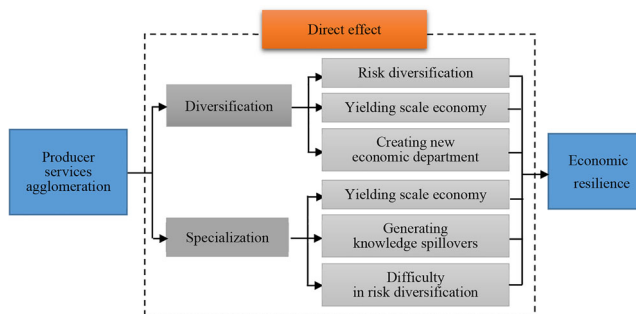 Direct effect
Risk diversification
Diversification
Yielding scale economy
Creating new
economic department
Producer
services
agglomeration
Economic
resilience
Yielding scale economy
Specialization
Generating
knowledge spillovers
Difficulty
in risk diversification